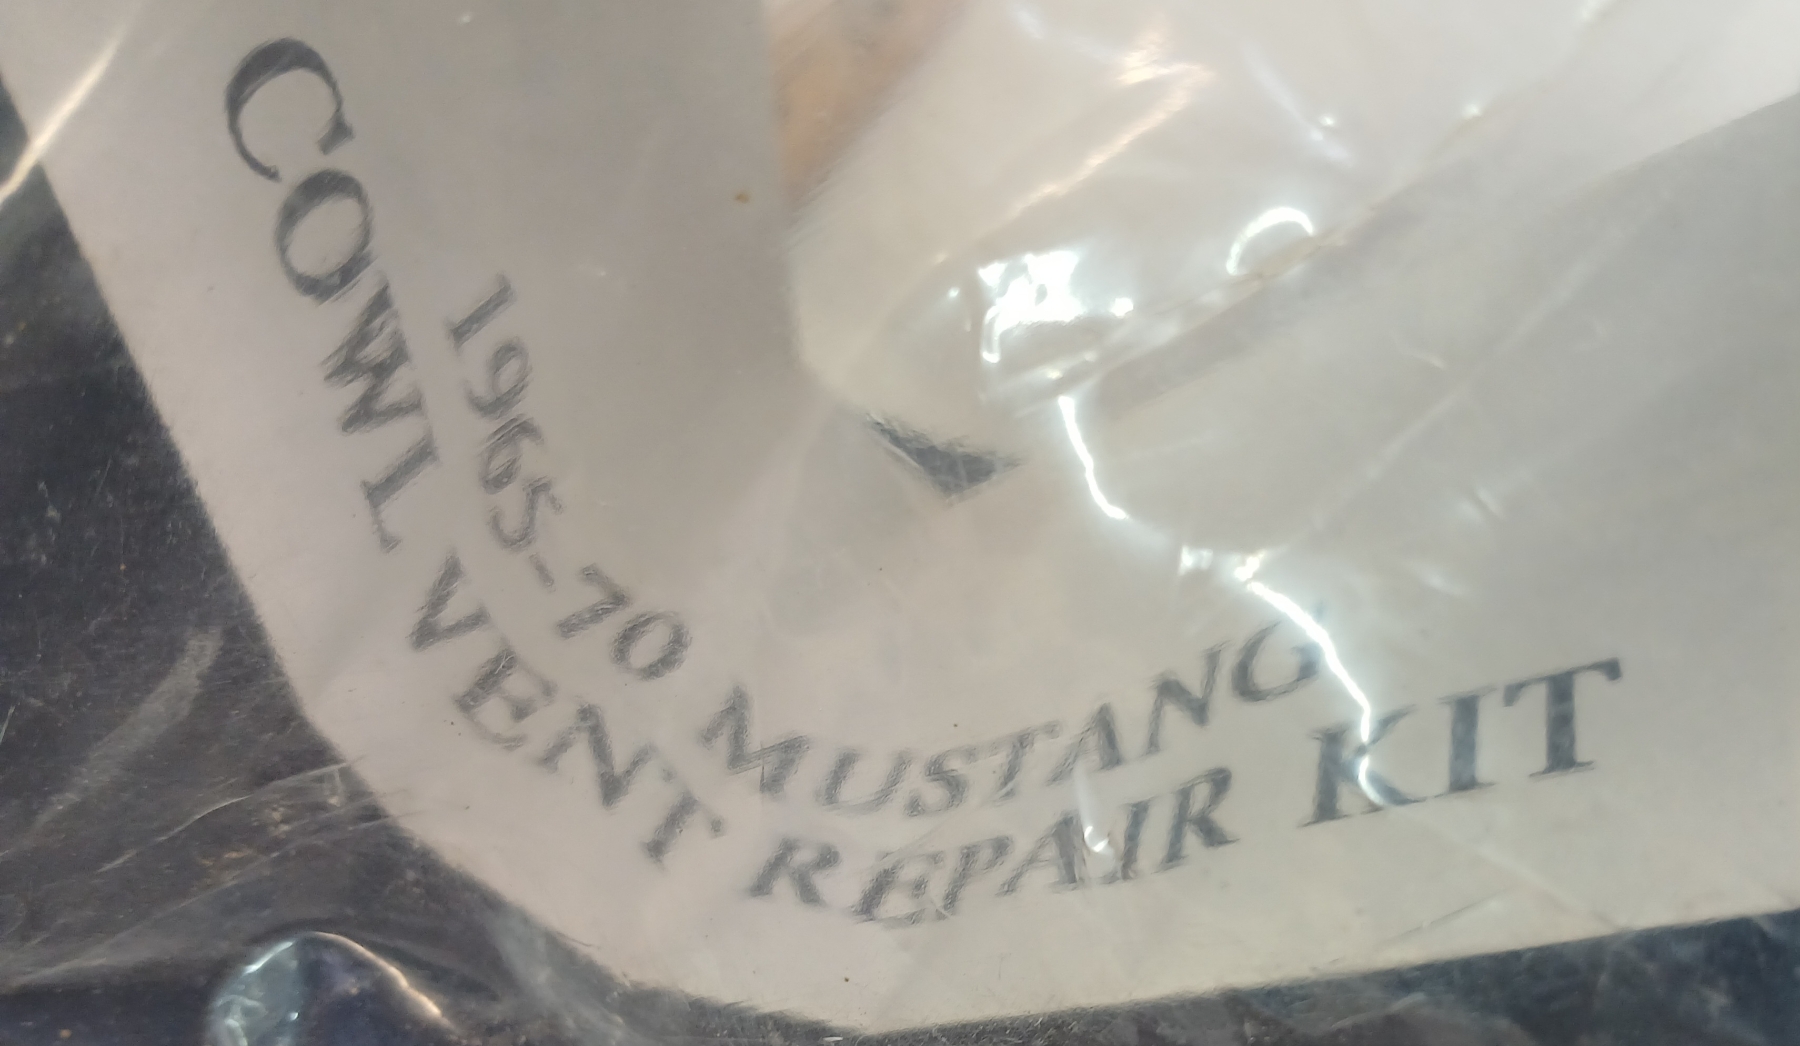 1965-70 MUSTANG
COWL VENT REPAIR KIT